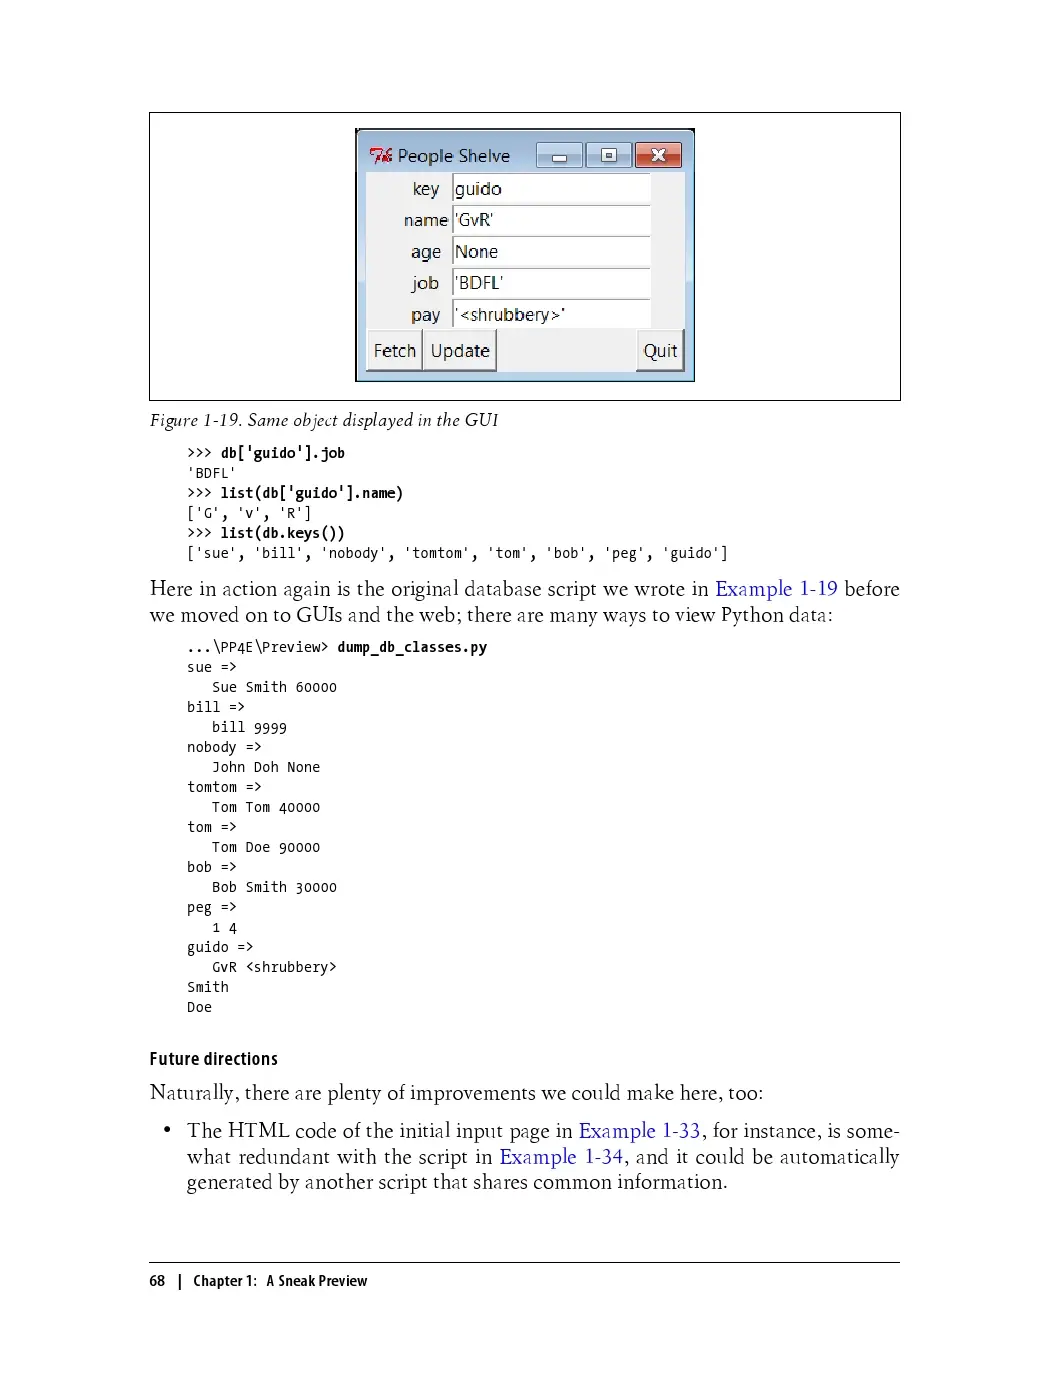 People Shelve
key guido
name 'GvR'
age None
job 'BDFL'
pay '<shrubbery>'
Fetch Update Quit
Figure 1-19. Same object displayed in the GUI
>>> db['guido'].job
'BDFL'
>>> list(db['guido'].name)
['G', 'v', 'R']
>>> list(db.keys())
['sue', 'bill', 'nobody', 'tomtom', 'tom', 'bob', 'peg', 'guido']
Here in action again is the original database script we wrote in Example 1-19 before
we moved on to GUIs and the web; there are many ways to view Python data:
...\PP4E\Preview> dump_db_classes.py
sue =>
Sue Smith 60000
bill =>
bill 9999
nobody =>
John Doh None
tomtom =>
Tom Tom 40000
tom =>
Tom Doe 90000
bob =>
Bob Smith 30000
peg =>
1 4
guido =>
GvR <shrubbery>
Smith
Doe
Future directions
Naturally, there are plenty of improvements we could make here, too:
• The HTML code of the initial input page in Example 1-33, for instance, is some-
what redundant with the script in Example 1-34, and it could be automatically
generated by another script that shares common information.
68 | Chapter 1: A Sneak Preview